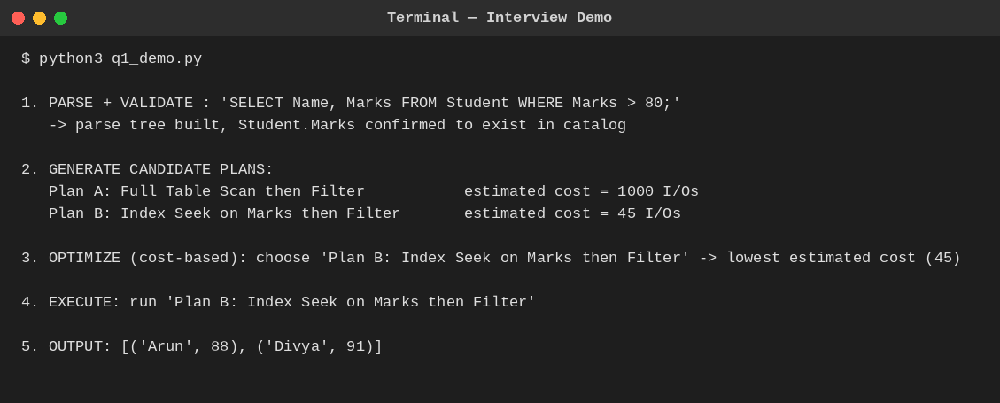 Terminal — Interview Demo
$ python3 q1_demo.py
1. PARSE + VALIDATE : 'SELECT Name, Marks FROM Student WHERE Marks > 80;'
-> parse tree built, Student.Marks confirmed to exist in catalog
2. GENERATE CANDIDATE PLANS:
Plan A: Full Table Scan then Filter estimated cost = 1000 I/Os
Plan B: Index Seek on Marks then Filter estimated cost = 45 I/Os
3. OPTIMIZE (cost-based): choose 'Plan B: Index Seek on Marks then Filter' -> lowest estimated cost (45)
4. EXECUTE: run 'Plan B: Index Seek on Marks then Filter'
5. OUTPUT: [('Arun', 88), ('Divya', 91)]